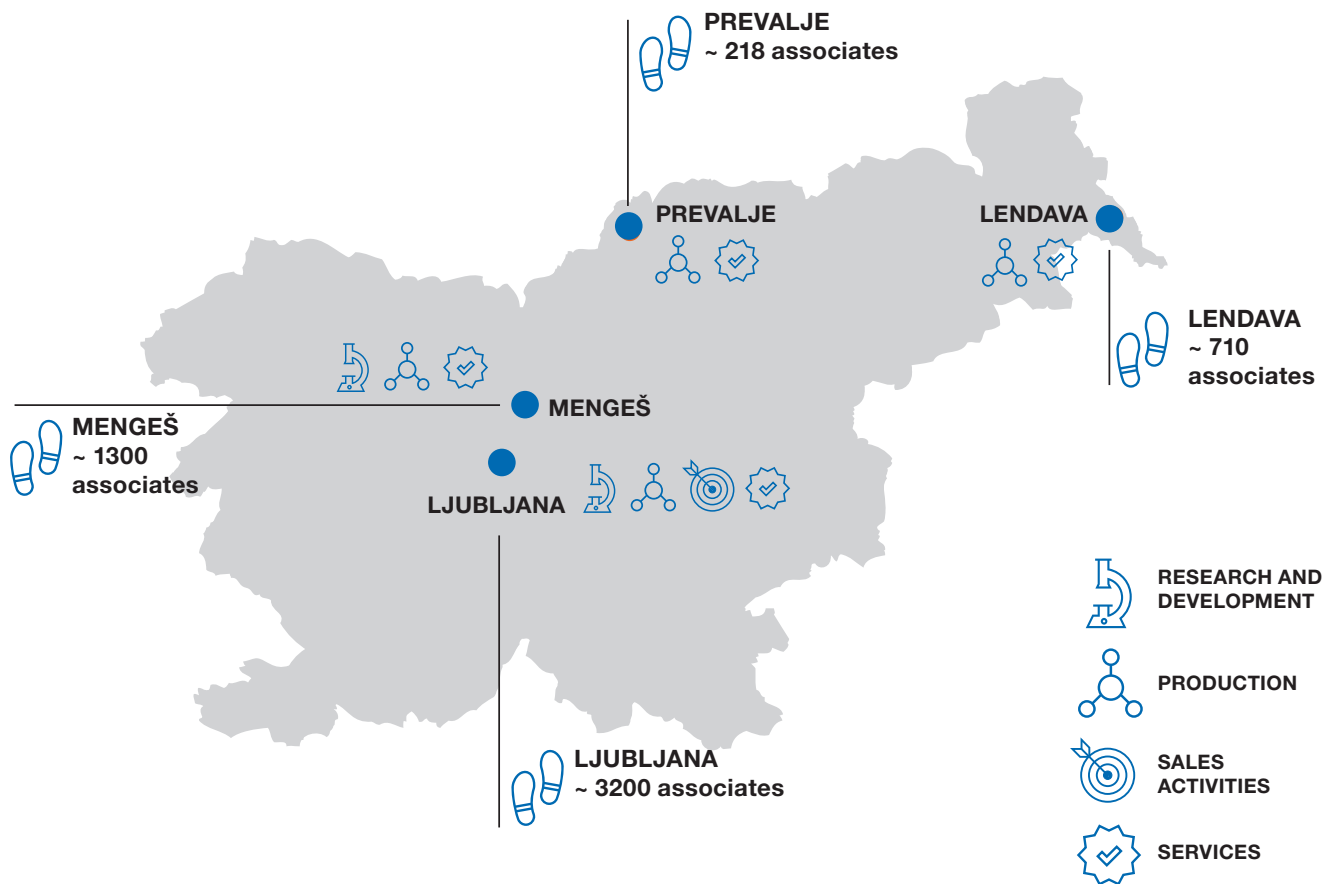 PREVALJE
~ 218 associates
PREVALJE
LENDAVA
LENDAVA
~ 710
associates
MENGEŠ
MENGEŠ
~ 1300
associates
LJUBLJANA
RESEARCH AND
DEVELOPMENT
PRODUCTION
LJUBLJANA
~ 3200 associates
SALES
ACTIVITIES
SERVICES